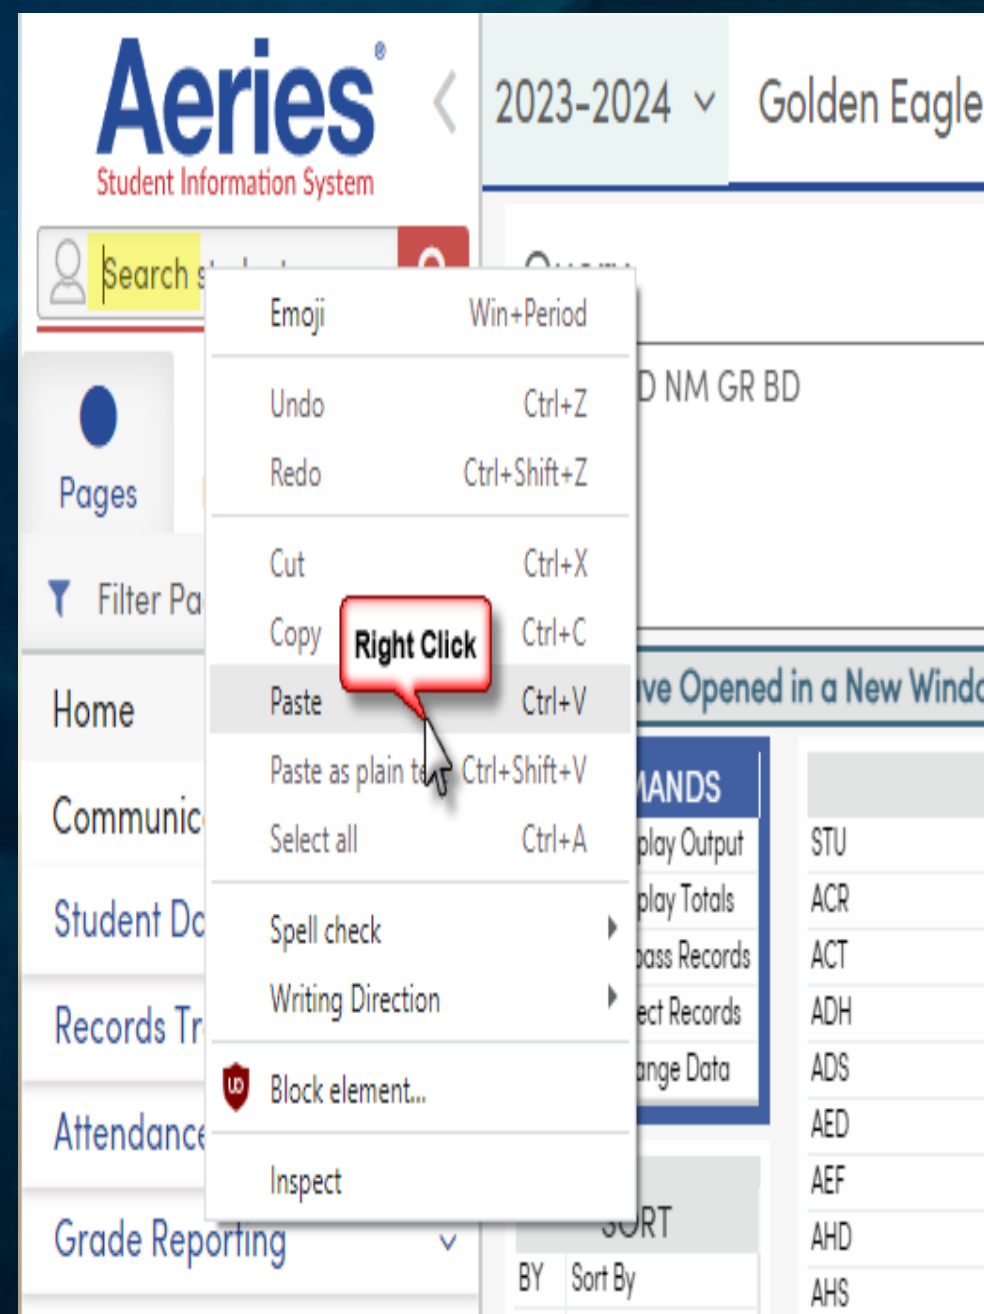 Aeries®
Student Information System
2023-2024
Golden Eagle
Search
Emoji Win+Period
Undo Ctrl+Z
Redo Ctrl+Shift+Z
Cut Ctrl+X
Copy Ctrl+C
Right Click
Paste Ctrl+V
Paste as plain Ctrl+Shift+V
Select all Ctrl+A
Spell check
Writing Direction
Block element...
Inspect
D NM GR BD
Pages
Filter Pa
Home
Communic
Student Da
Records Tr
Attendance
Grade Reporting
ve Opened in a New Windo
MANDS
play Output
play Totals
pass Records
ect Records
ange Data
SORT
BY Sort By
STU
ACR
ACT
ADH
ADS
AED
AEF
AHD
AHS